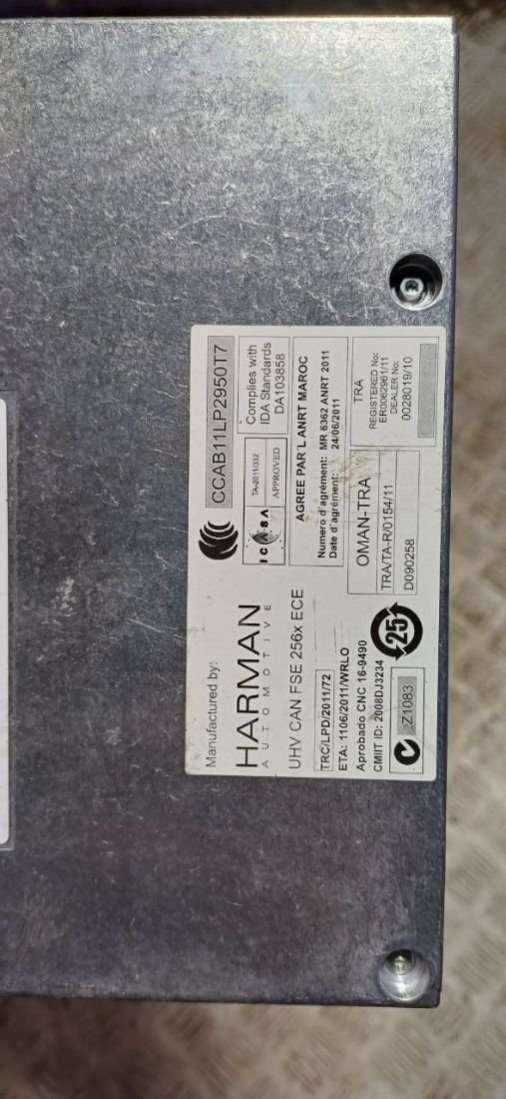 Manufactured by:
HARMAN
AUTOMOTIVE
UHV CAN FSE 256x ECE
TRC/LPD/2011/72
ETA: 1106/2011/WRLO
Aprobado CNC 16-9490
CMIIT ID: 2008DJ3234
Z1083
25
CCAB11LP2950T7
ICASA
TA-2011/332
APPROVED
Complies with
IDA Standards
DA103858
AGREE PAR'L ANRT MAROC
Numero d'agrément: MR 6362 ANRT 2011
Date d'agrément: 24/06/2011
OMAN-TRA
TRA/TA-R/0154/11
D090258
TRA
REGISTERED No:
ER0062961/11
DEALER No:
0028019/10